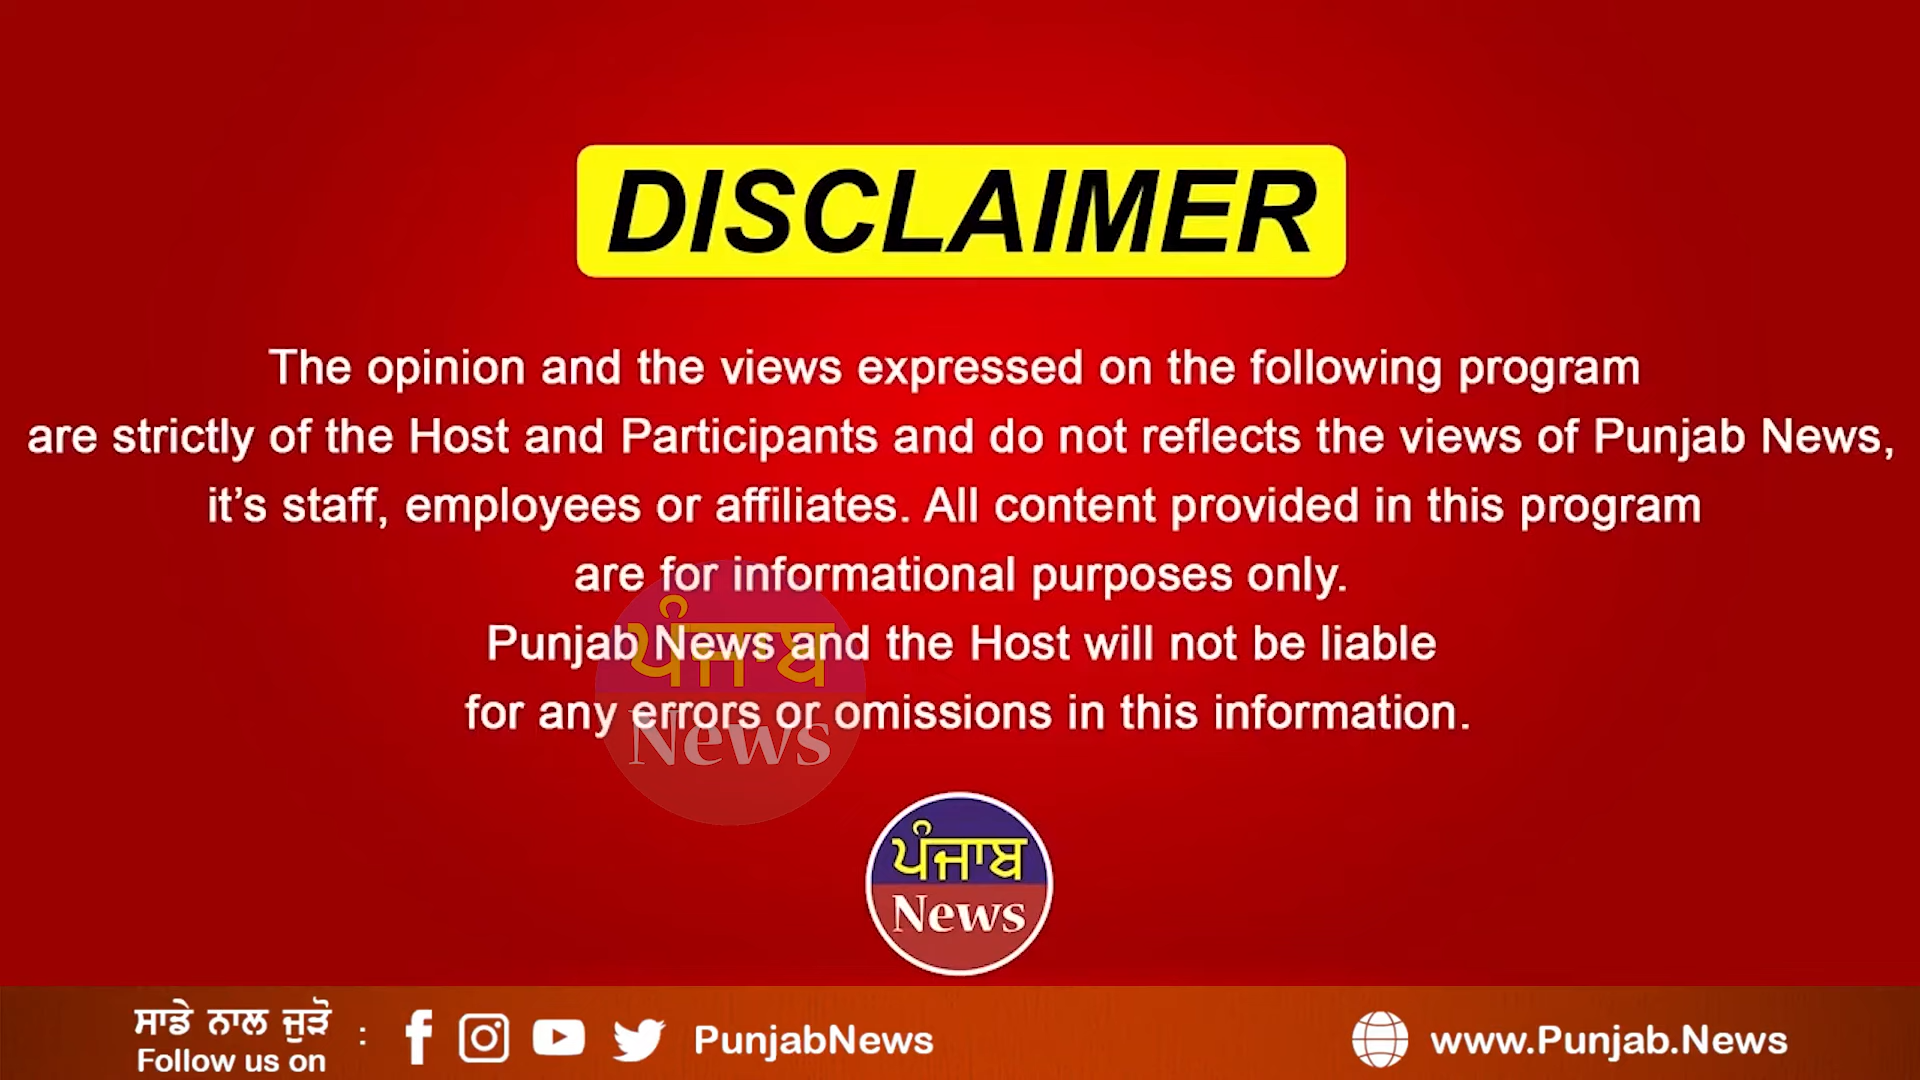 DISCLAIMER
The opinion and the views expressed on the following program
are strictly of the Host and Participants and do not reflects the views of Punjab News,
it’s staff, employees or affiliates. All content provided in this program
are for informational purposes only.
Punjab News and the Host will not be liable
for any errors or omissions in this information.
ਪੰਜਾਬ
News
ਪੰਜਾਬ
News
ਸਾਡੇ ਨਾਲ ਜੁੜੋ :
Follow us on
PunjabNews
www.Punjab.News